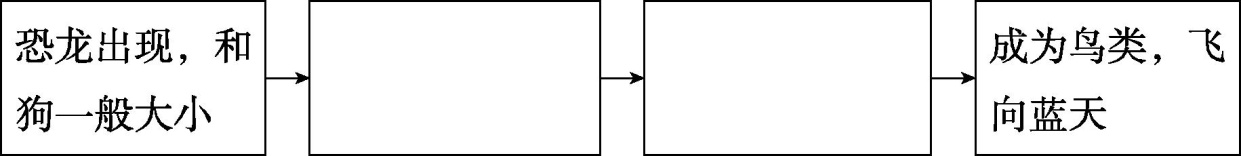 恐龙出现，和
狗一般大小
成为鸟类，飞
向蓝天